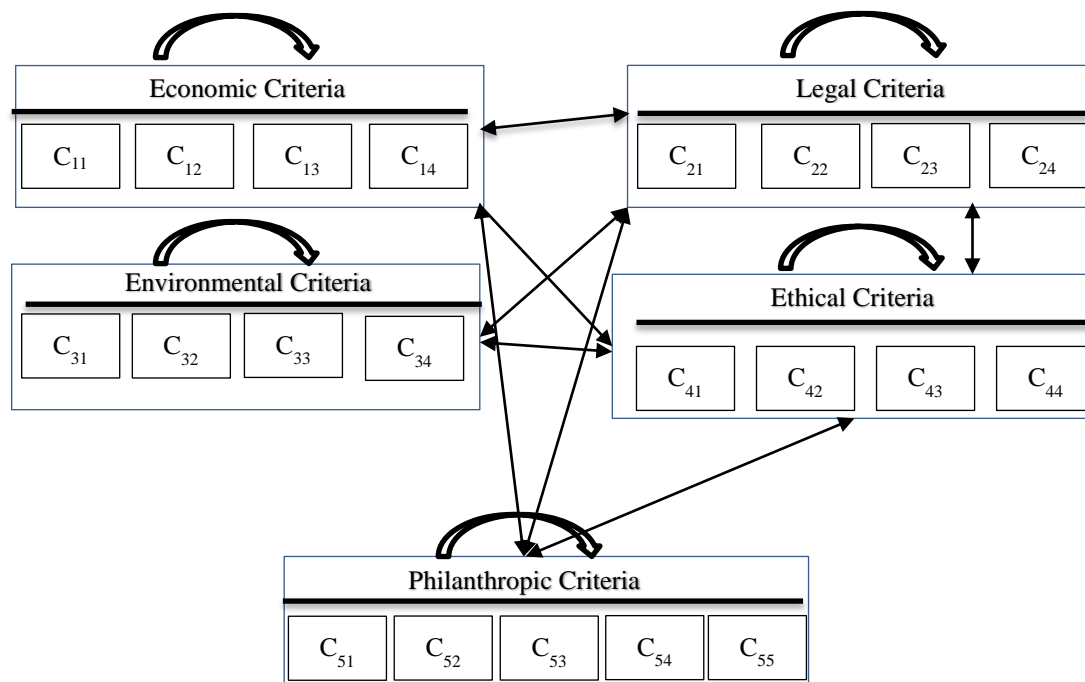 Economic Criteria
C11 C12 C13 C14
Legal Criteria
C21 C22 C23 C24
Environmental Criteria
C31 C32 C33 C34
Ethical Criteria
C41 C42 C43 C44
Philanthropic Criteria
C51 C52 C53 C54 C55